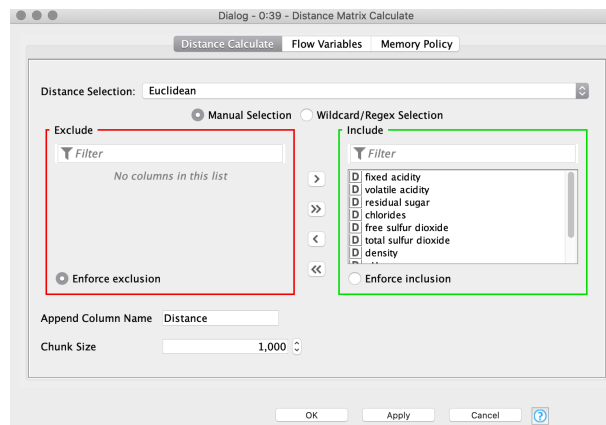 Dialog - 0:39 - Distance Matrix Calculate
Distance Calculate Flow Variables Memory Policy
Distance Selection: Euclidean
Manual Selection Wildcard/Regex Selection
Exclude
Filter
No columns in this list
Enforce exclusion
>
>>
<
<<
Include
Filter
D fixed acidity
D volatile acidity
D residual sugar
D chlorides
D free sulfur dioxide
D total sulfur dioxide
D density
Enforce inclusion
Append Column Name Distance
Chunk Size 1,000
OK Apply Cancel ?